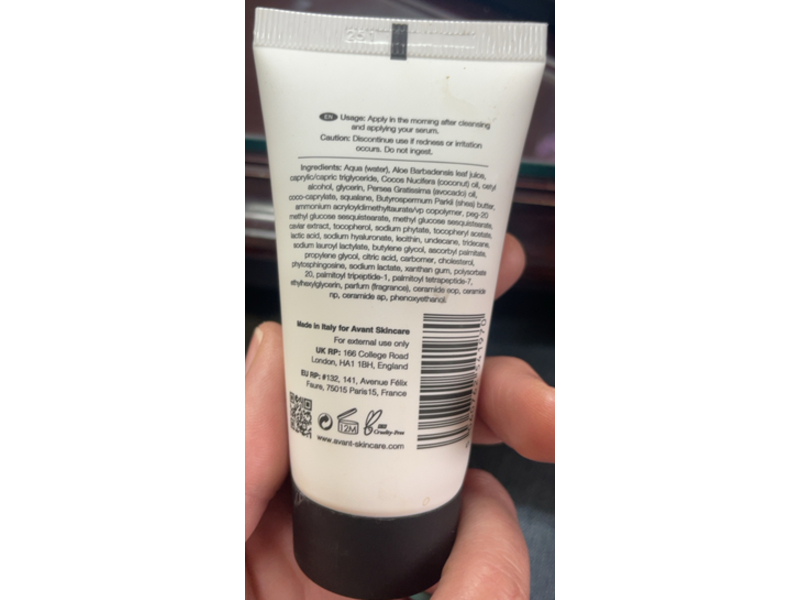 EN Usage: Apply in the morning after cleansing
and applying your serum.
Caution: Discontinue use if redness or irritation
occurs. Do not ingest.
Ingredients: Aqua (water), Aloe Barbadensis leaf juice,
caprylic/capric triglyceride, Cocos Nucifera (coconut) oil, cetyl
alcohol, glycerin, Persea Gratissima (avocado) oil,
coco-caprylate, squalane, Butyrospermum Parkii (shea) butter,
ammonium acryloyldimethyltaurate/vp copolymer, peg-20
methyl glucose sesquistearate, methyl glucose sesquistearate,
caviar extract, tocopherol, sodium phytate, tocopheryl acetate,
lactic acid, sodium hyaluronate, lecithin, undecane, tridecane,
sodium lauroyl lactylate, butylene glycol, ascorbyl palmitate,
propylene glycol, citric acid, carbomer, cholesterol,
phytosphingosine, sodium lactate, xanthan gum, polysorbate
20, palmitoyl tripeptide-1, palmitoyl tetrapeptide-7,
ethylhexylglycerin, parfum (fragrance), ceramide eop, ceramide
np, ceramide ap, phenoxyethanol.
Made in Italy for Avant Skincare
For external use only
UK RP: 166 College Road
London, HA1 1BH, England
EU RP: #132, 141, Avenue Félix
Faure, 75015 Paris15, France
12M
Cruelty-Free
www.avant-skincare.com